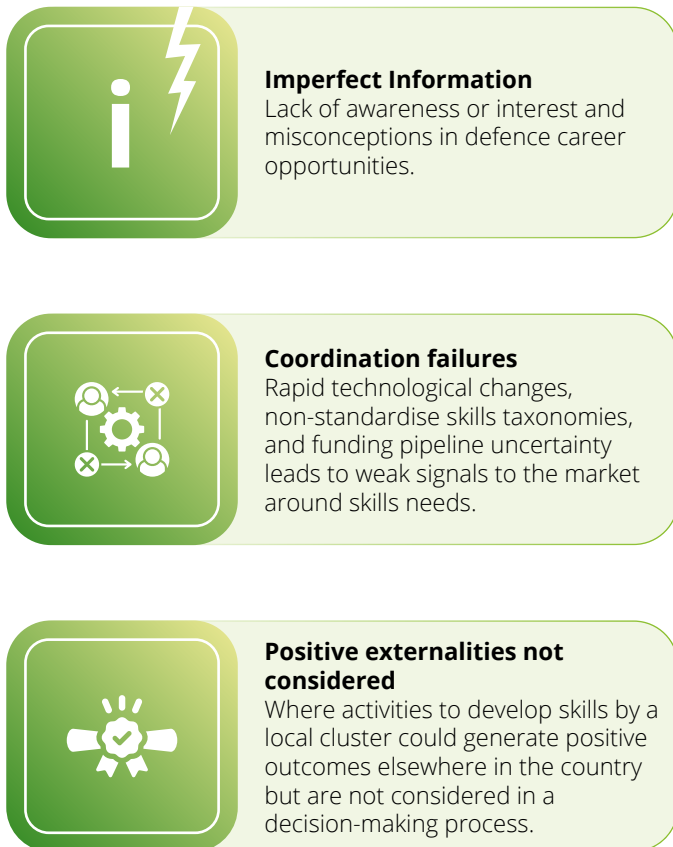 Imperfect Information
Lack of awareness or interest and
misconceptions in defence career
opportunities.
Coordination failures
Rapid technological changes,
non-standardise skills taxonomies,
and funding pipeline uncertainty
leads to weak signals to the market
around skills needs.
Positive externalities not
considered
Where activities to develop skills by a
local cluster could generate positive
outcomes elsewhere in the country
but are not considered in a
decision-making process.